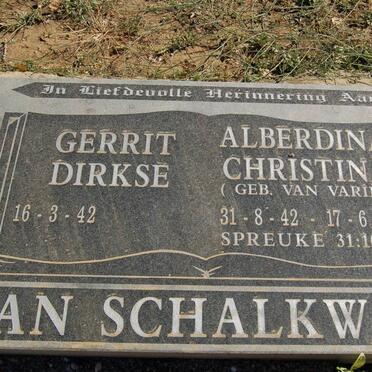 In Liefdevolle Herinnering Aan
GERRIT
DIRKSE
16 - 3 - 42
ALBERDINA
CHRISTIN
( GEB. VAN
31 - 8 - 42 - 17 - 6
SPREUKE 31:1
AN SCHALKW